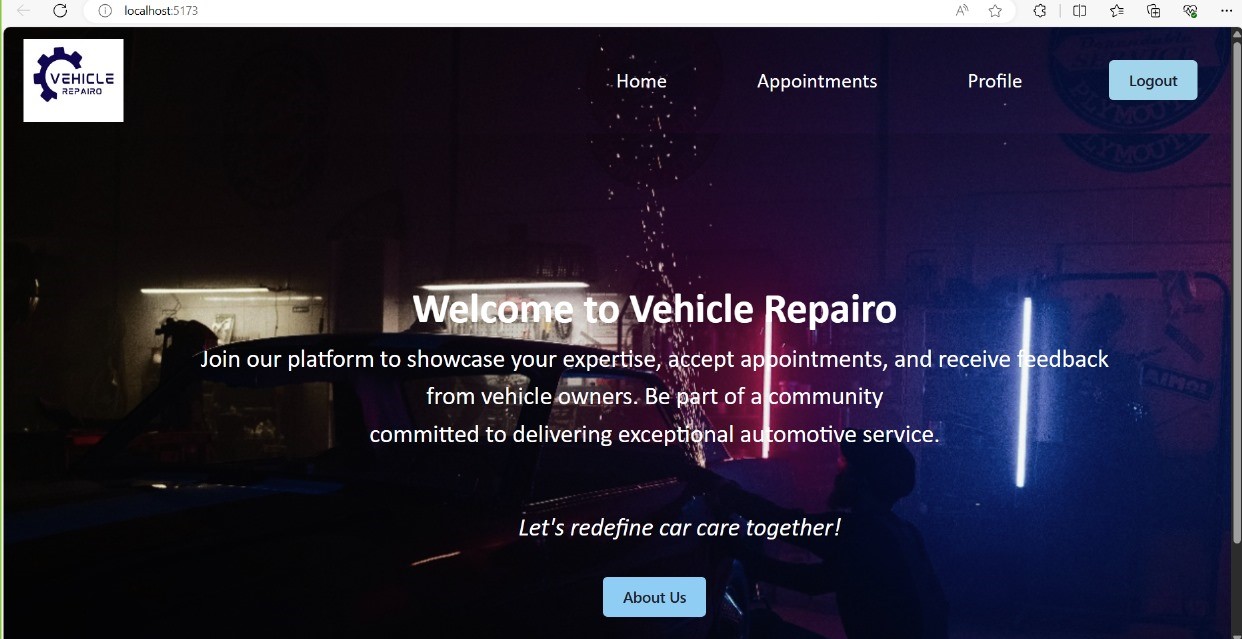 localhost:5173
VEHICLE
REPAIRO
Home
Appointments
Profile
Logout
PLYMOUTH
Welcome to Vehicle Repairo
Join our platform to showcase your expertise, accept appointments, and receive feedback
from vehicle owners. Be part of a community
committed to delivering exceptional automotive service.
Let's redefine car care together!
About Us